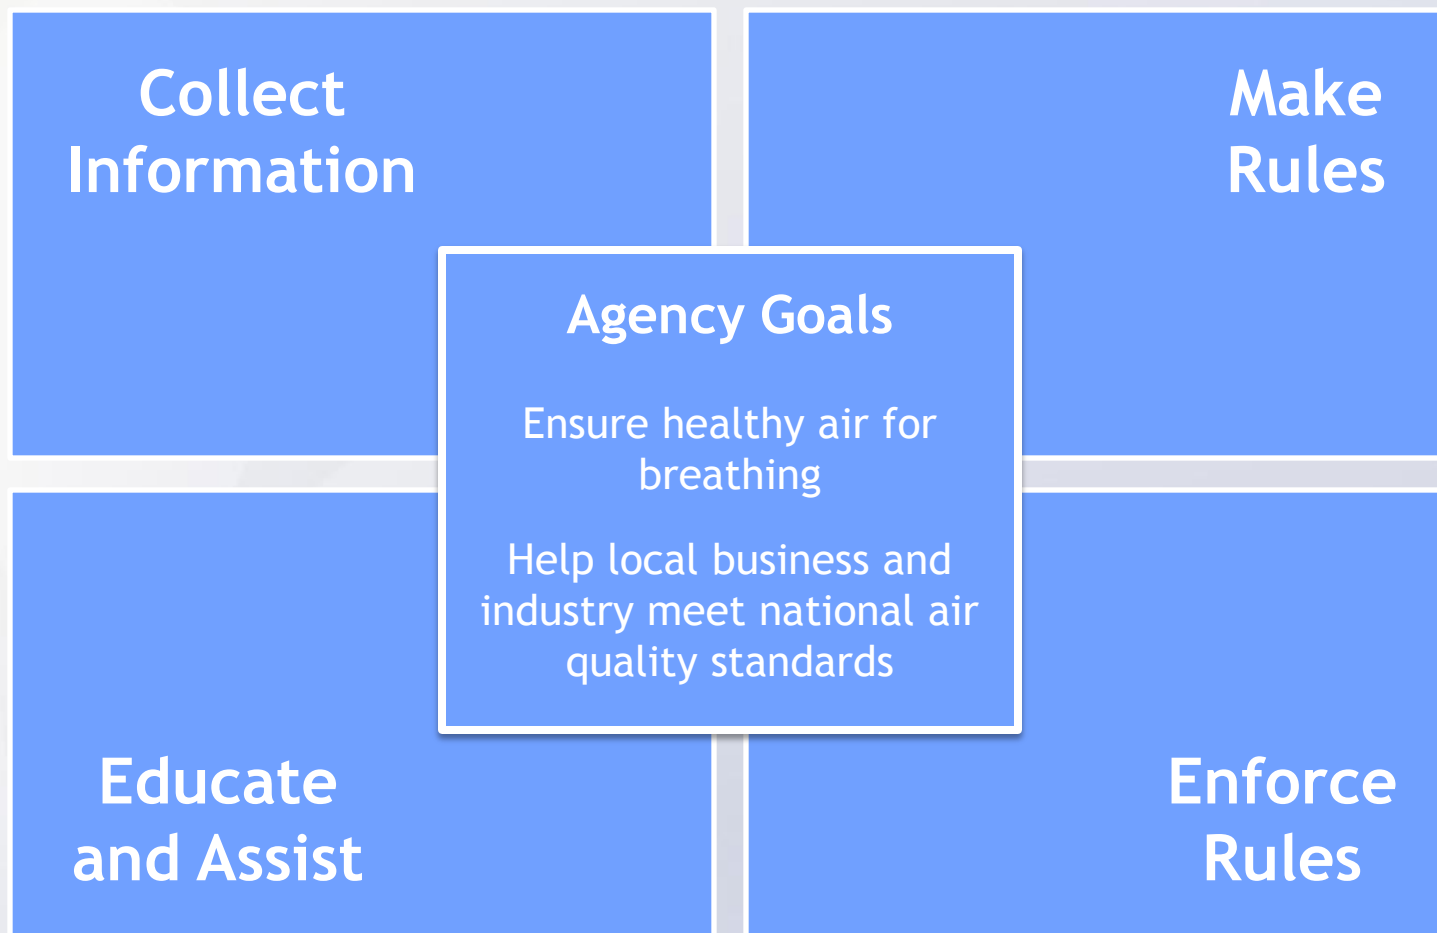 Collect
Information
Make
Rules
Agency Goals
Ensure healthy air for
breathing
Help local business and
industry meet national air
quality standards
Educate
and Assist
Enforce
Rules